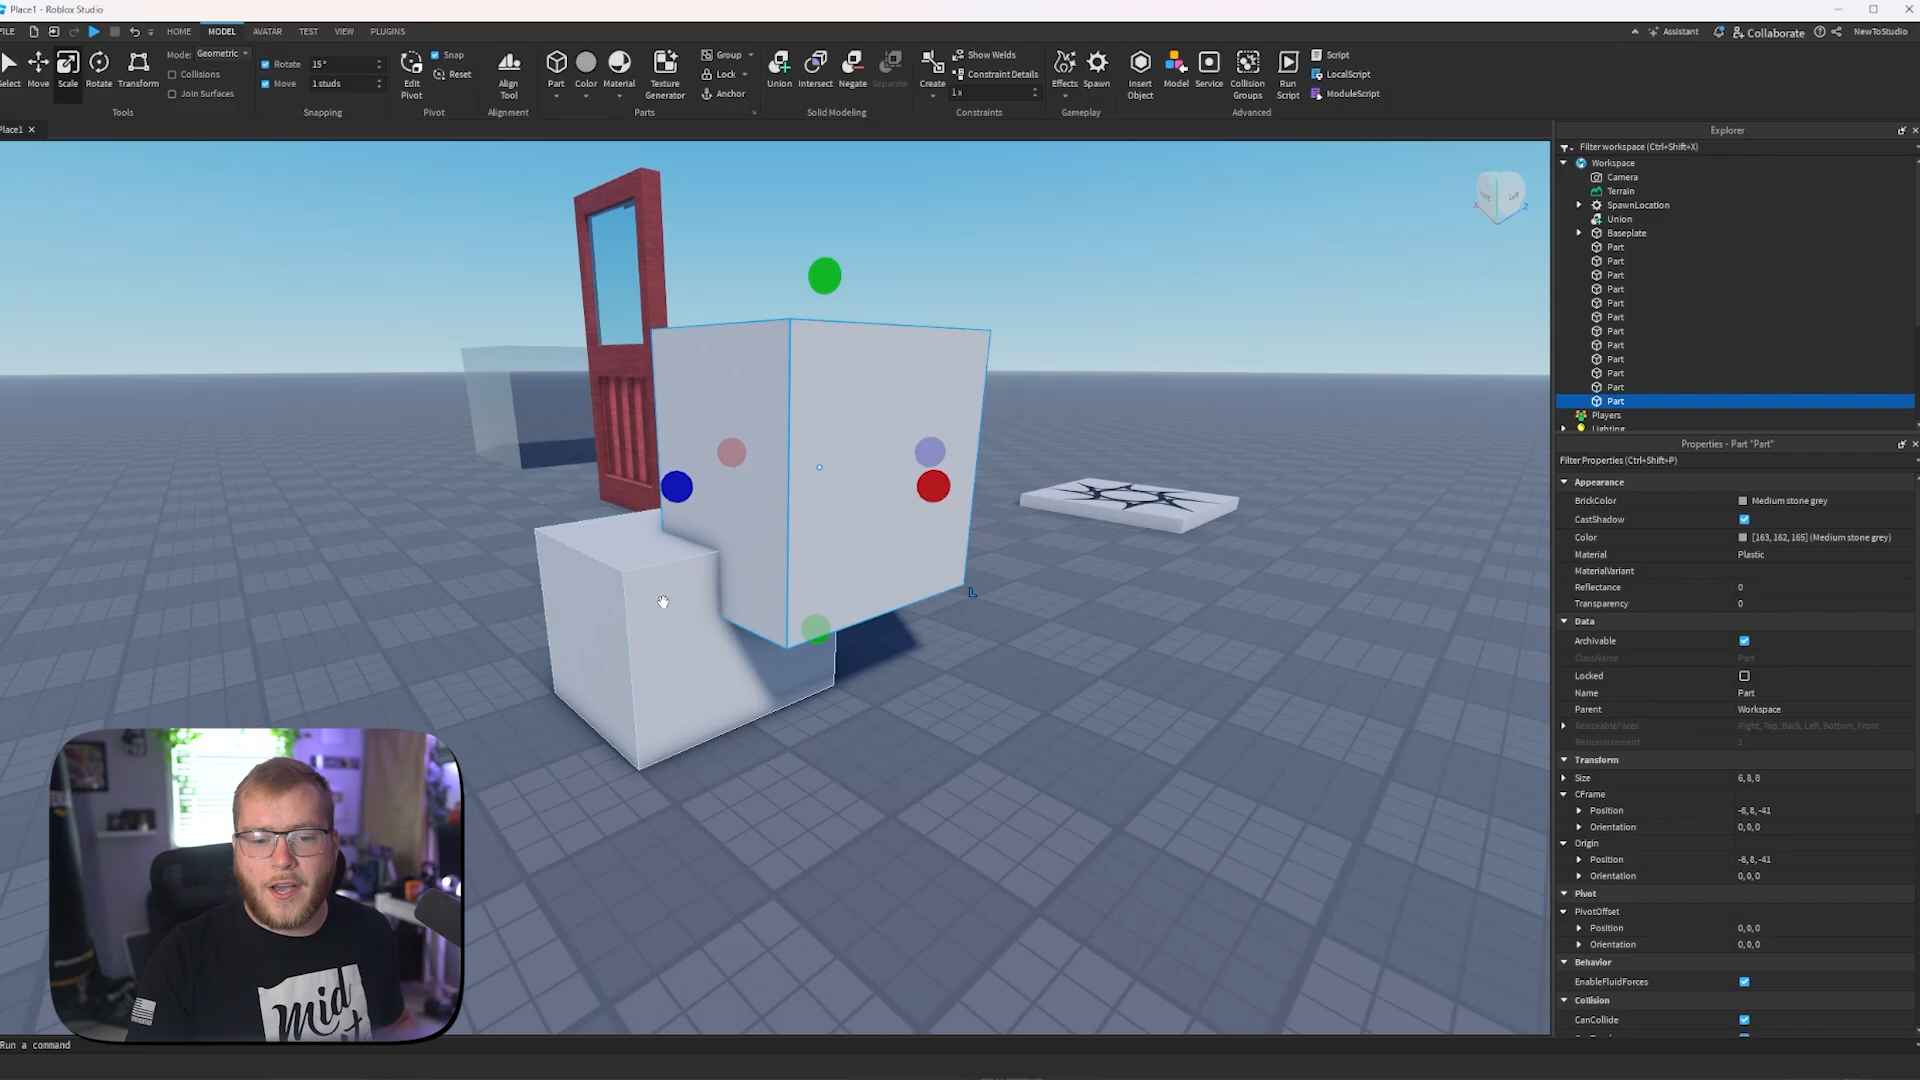 Place1 - Roblox Studio
FILE HOME MODEL AVATAR TEST VIEW PLUGINS
Assistant Collaborate NewToStudio
Select Move Scale Rotate Transform
Mode: Geometric
Collisions
Join Surfaces
Tools
Rotate 15°
Move 1 studs
Snapping
Edit Pivot
Snap
Reset
Pivot
Align Tool
Alignment
Part Color Material Texture Generator
Group
Lock
Anchor
Parts
Union Intersect Negate Separate
Solid Modeling
Create
Show Welds
Constraint Details
1x
Constraints
Effects Spawn
Gameplay
Insert Object
Model
Service
Collision Groups
Run Script
Script
LocalScript
ModuleScript
Advanced
Place1
Explorer
Filter workspace (Ctrl+Shift+X)
Workspace
Camera
Terrain
SpawnLocation
Union
Baseplate
Part
Part
Part
Part
Part
Part
Part
Part
Part
Part
Part
Part
Players
Lighting
Properties - Part "Part"
Filter Properties (Ctrl+Shift+P)
Appearance
BrickColor Medium stone grey
CastShadow
Color [163, 162, 165] (Medium stone grey)
Material Plastic
MaterialVariant
Reflectance 0
Transparency 0
Data
Archivable
ClassName Part
Locked
Name Part
Parent Workspace
ResizeableFaces Right, Top, Back, Left, Bottom, Front
ResizeIncrement 1
Transform
Size 6, 8, 8
CFrame
Position -6, 8, -41
Orientation 0, 0, 0
Origin
Position -6, 8, -41
Orientation 0, 0, 0
Pivot
PivotOffset
Position 0, 0, 0
Orientation 0, 0, 0
Behavior
EnableFluidForces
Collision
CanCollide
Left
L
Mid
Run a command